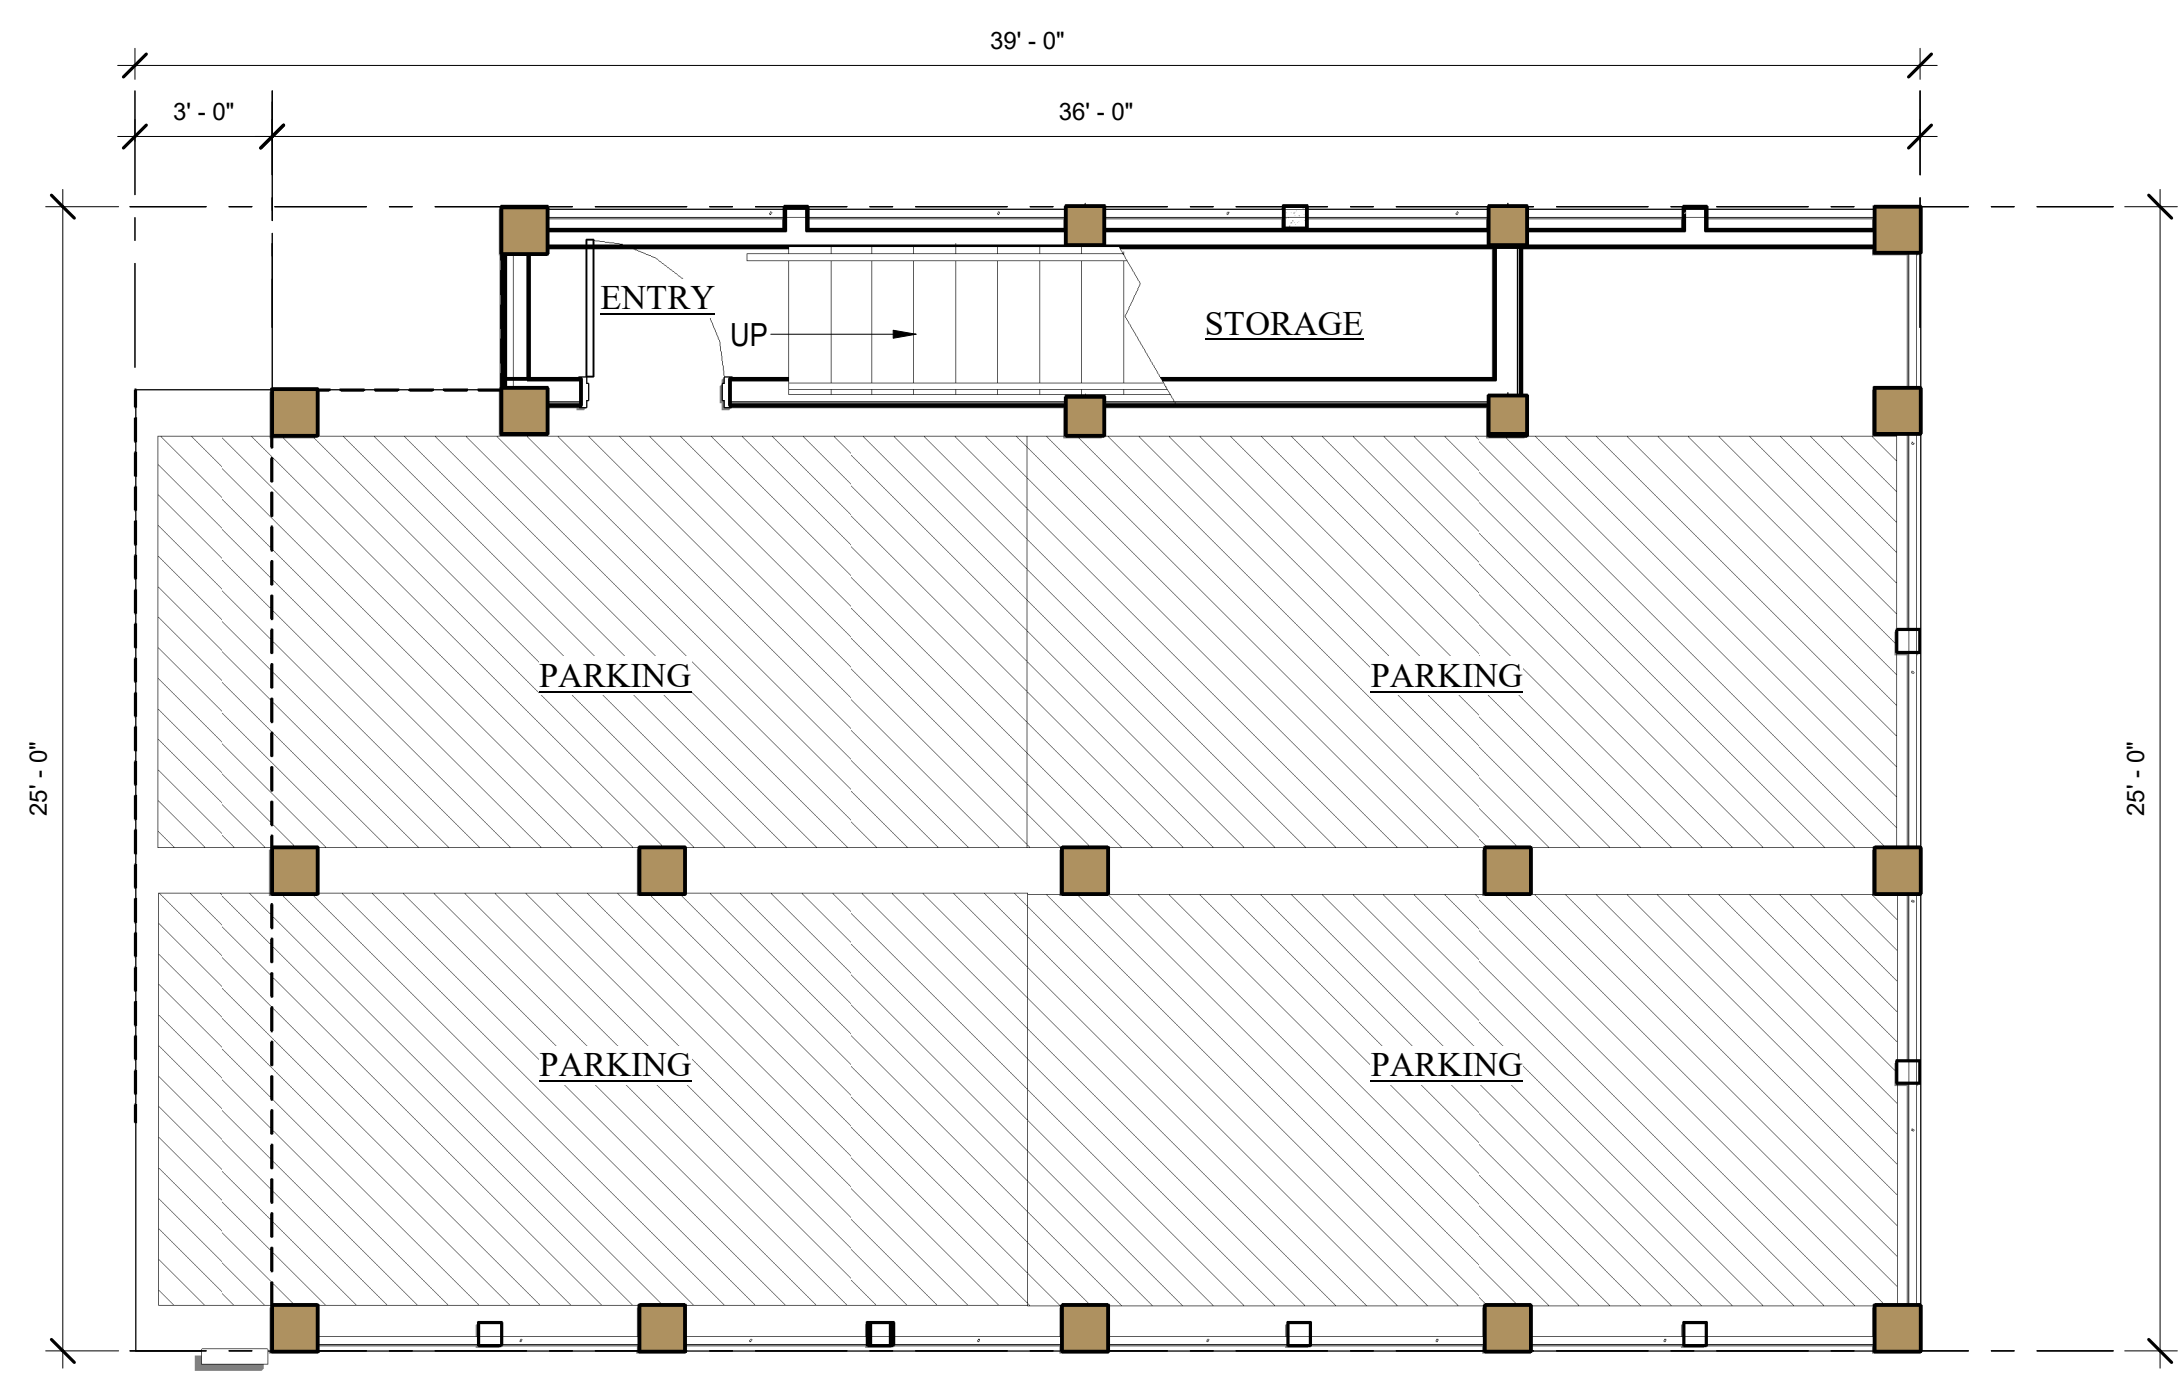 39' - 0"
3' - 0"
36' - 0"
ENTRY
UP
STORAGE
PARKING
PARKING
25' - 0"
25' - 0"
PARKING
PARKING